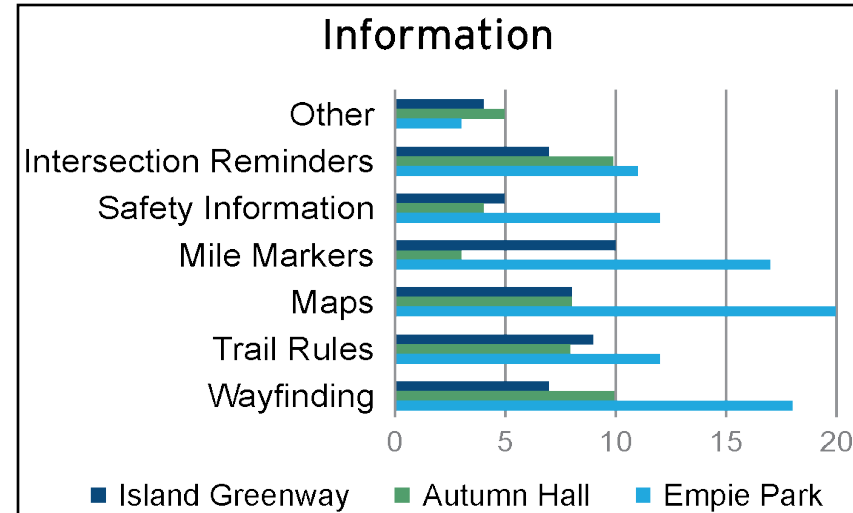 Information
Other
Intersection Reminders
Safety Information
Mile Markers
Maps
Trail Rules
Wayfinding
0 5 10 15 20
Island Greenway Autumn Hall Empie Park